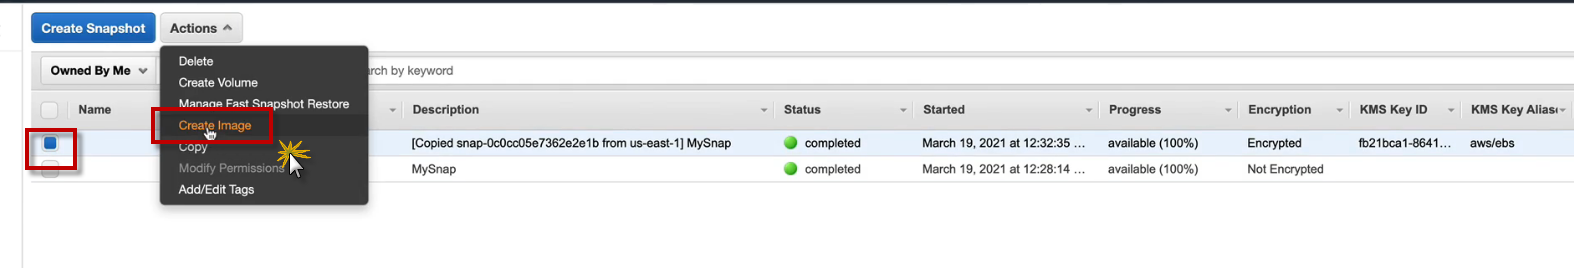 Create Snapshot Actions
Delete
Owned By Me Create Volume rch by keyword
Manage Fast Snapshot Restore
Name Description Status Started Progress Encryption KMS Key ID KMS Key Alias
Create Image
[Copied snap-0c0cc05e7362e2e1b from us-east-1] MySnap completed March 19, 2021 at 12:32:35 ... available (100%) Encrypted fb21bca1-8641... aws/ebs
Copy
Modify Permissions MySnap completed March 19, 2021 at 12:28:14 ... available (100%) Not Encrypted
Add/Edit Tags